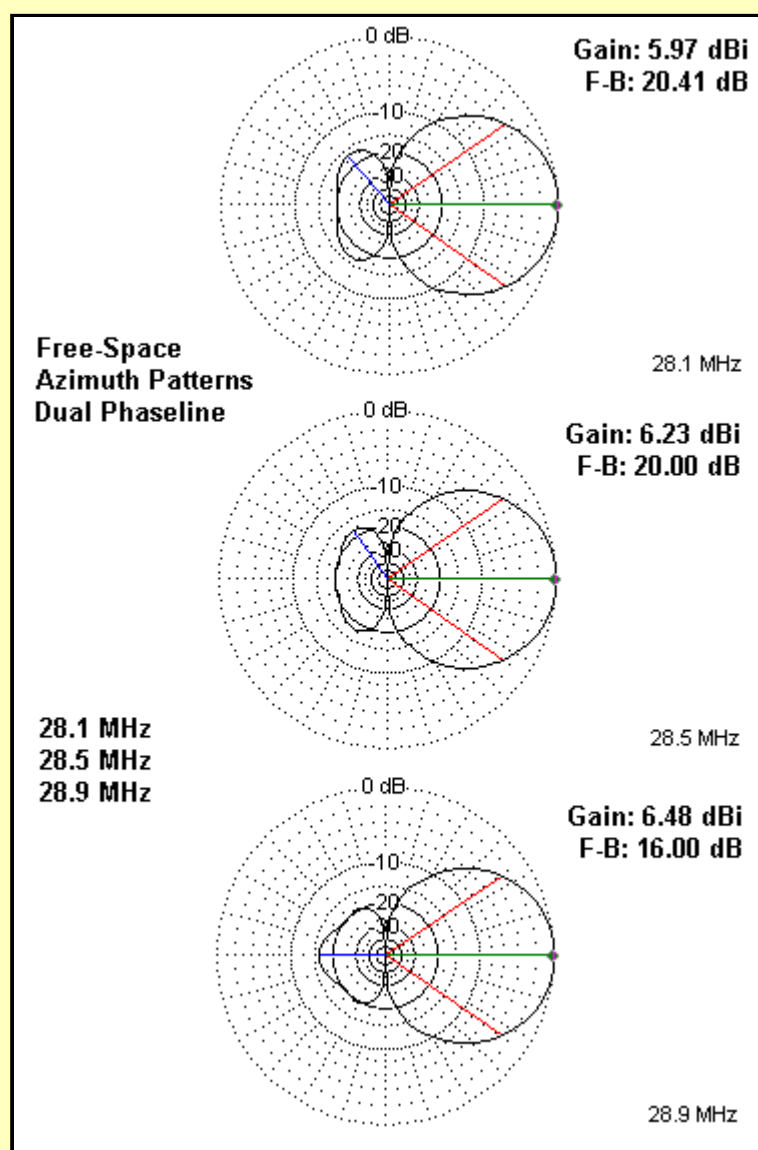 0 dB
Gain: 5.97 dBi
F-B: 20.41 dB
-10
-20
-30
28.1 MHz
Free-Space
Azimuth Patterns
Dual Phaseline
0 dB
Gain: 6.23 dBi
F-B: 20.00 dB
-10
-20
-30
28.5 MHz
28.1 MHz
28.5 MHz
28.9 MHz
0 dB
Gain: 6.48 dBi
F-B: 16.00 dB
-10
-20
-30
28.9 MHz